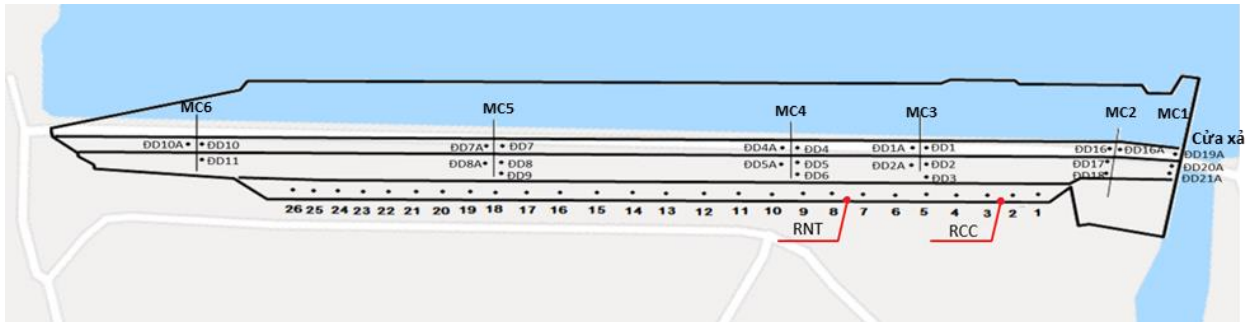 MC6 MC5 MC4 MC3 MC2 MC1
Cửa xả
ĐD10A ĐD10 ĐD7A ĐD7 ĐD4A ĐD4 ĐD1A ĐD1 ĐD16 ĐD16A ĐD19A
ĐD11 ĐD8A ĐD8 ĐD5A ĐD5 ĐD2A ĐD2 ĐD17 ĐD20A
ĐD9 ĐD6 ĐD3 ĐD18 ĐD21A
26 25 24 23 22 21 20 19 18 17 16 15 14 13 12 11 10 9 8 7 6 5 4 3 2 1
RNT RCC